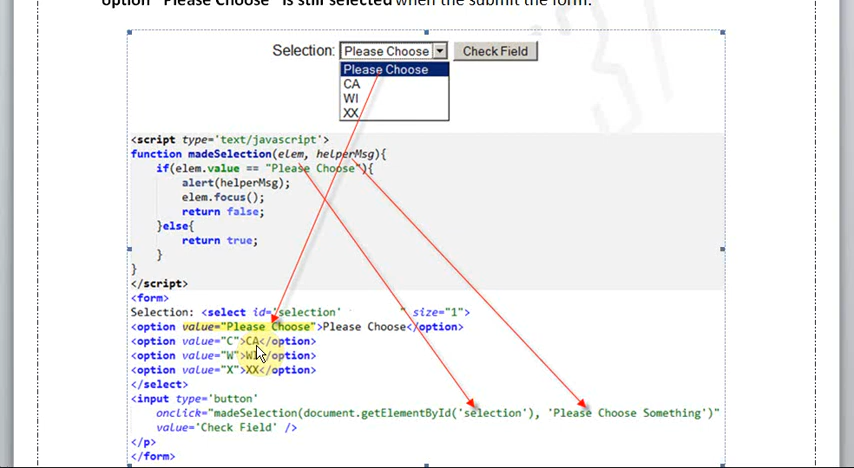 option "Please Choose" is still selected when the submit the form.
Selection: Please Choose Check Field
Please Choose
CA
WI
XX
<script type='text/javascript'>
function madeSelection(elem, helperMsg){
if(elem.value == "Please Choose"){
alert(helperMsg);
elem.focus();
return false;
}else{
return true;
}
}
</script>
<form>
Selection: <select id='selection' " size="1">
<option value="Please Choose">Please Choose</option>
<option value="C">CA</option>
<option value="W">WI</option>
<option value="X">XX</option>
</select>
<input type='button'
onclick="madeSelection(document.getElementById('selection'), 'Please Choose Something')"
value='Check Field' />
</p>
</form>